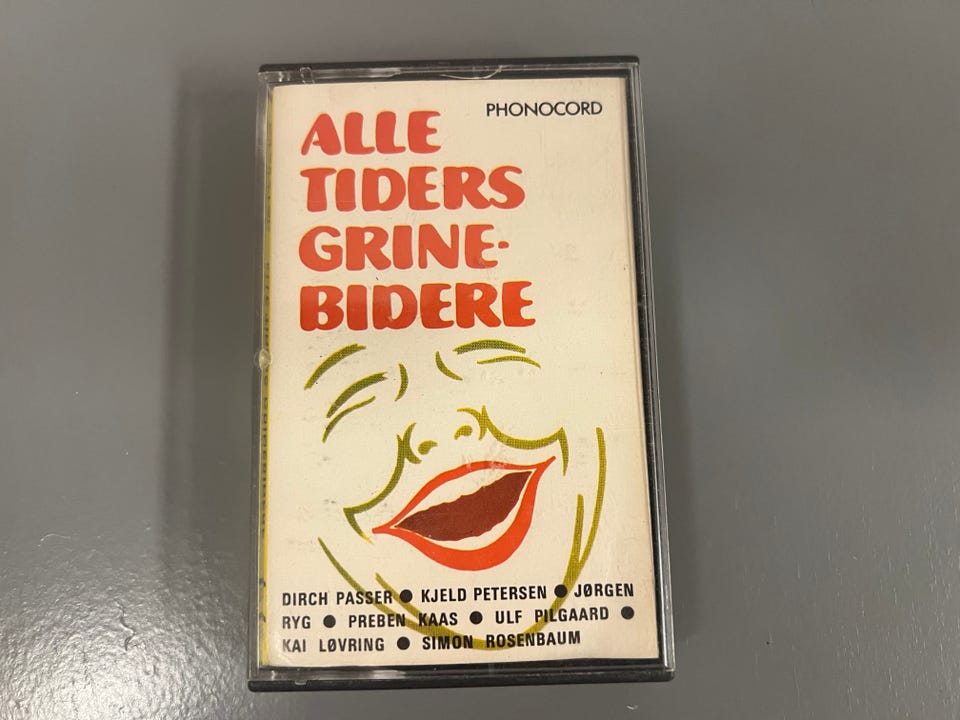 PHONOCORD
ALLE
TIDERS
GRINE-
BIDERE
DIRCH PASSER ● KJELD PETERSEN ● JØRGEN
RYG ● PREBEN KAAS ● ULF PILGAARD ●
KAI LØVRING ● SIMON ROSENBAUM